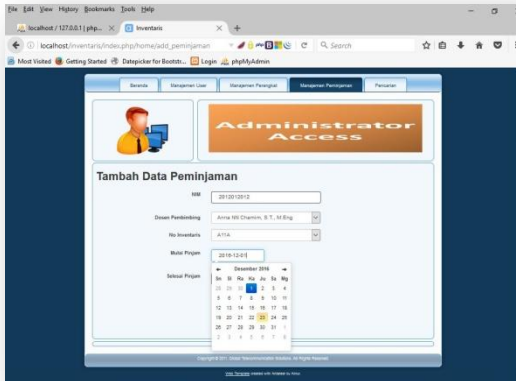 File Edit View History Bookmarks Tools Help
localhost / 127.0.0.1 | php...
Inventaris
localhost/inventaris/index.php/home/add_peminjaman
Search
Most Visited Getting Started Datepicker for Bootstr... Login phpMyAdmin
Beranda Manajemen User Manajemen Perangkat Manajemen Peminjaman Pencarian
Administrator
Access
Tambah Data Peminjaman
NIM 2012012012
Dosen Pembimbing Anna Nti Chamim, S.T., M.Eng
No Inventaris A11A
Mulai Pinjam 2016-12-01
Selesai Pinjam
Desember 2016
Sn Sl Ra Ka Ju Sa Mg
28 29 30 1 2 3 4
5 6 7 8 9 10 11
12 13 14 15 16 17 18
19 20 21 22 23 24 25
26 27 28 29 30 31 1
2 3 4 5 6 7 8